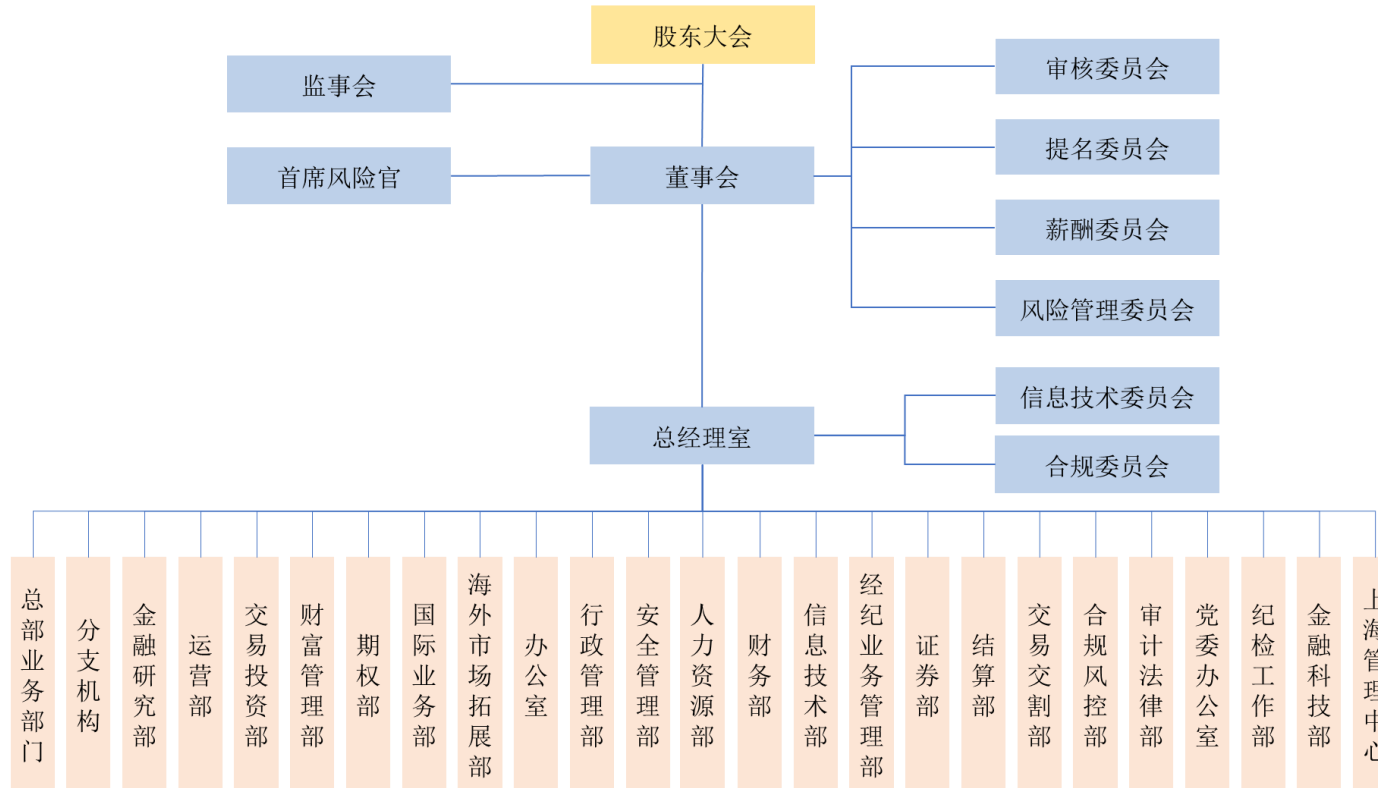 股东大会
监事会
审核委员会
提名委员会
首席风险官
董事会
薪酬委员会
风险管理委员会
信息技术委员会
总经理室
合规委员会
总部业务部门
分支机构
金融研究部
运营部
交易投资部
财富管理部
期权部
国际业务部
海外市场拓展部
办公室
行政管理部
安全管理部
人力资源部
财务部
信息技术部
经纪业务管理部
证券部
结算部
交易交割部
合规风控部
审计法律部
党委办公室
纪检工作部
金融科技部
上海管理中心